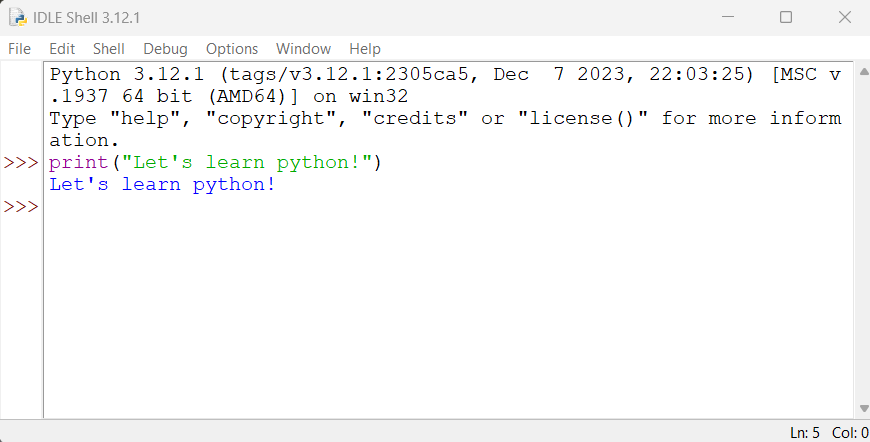 IDLE Shell 3.12.1
File Edit Shell Debug Options Window Help
Python 3.12.1 (tags/v3.12.1:2305ca5, Dec  7 2023, 22:03:25) [MSC v
.1937 64 bit (AMD64)] on win32
Type "help", "copyright", "credits" or "license()" for more inform
ation.
>>> print("Let's learn python!")
Let's learn python!
>>>
Ln: 5 Col: 0